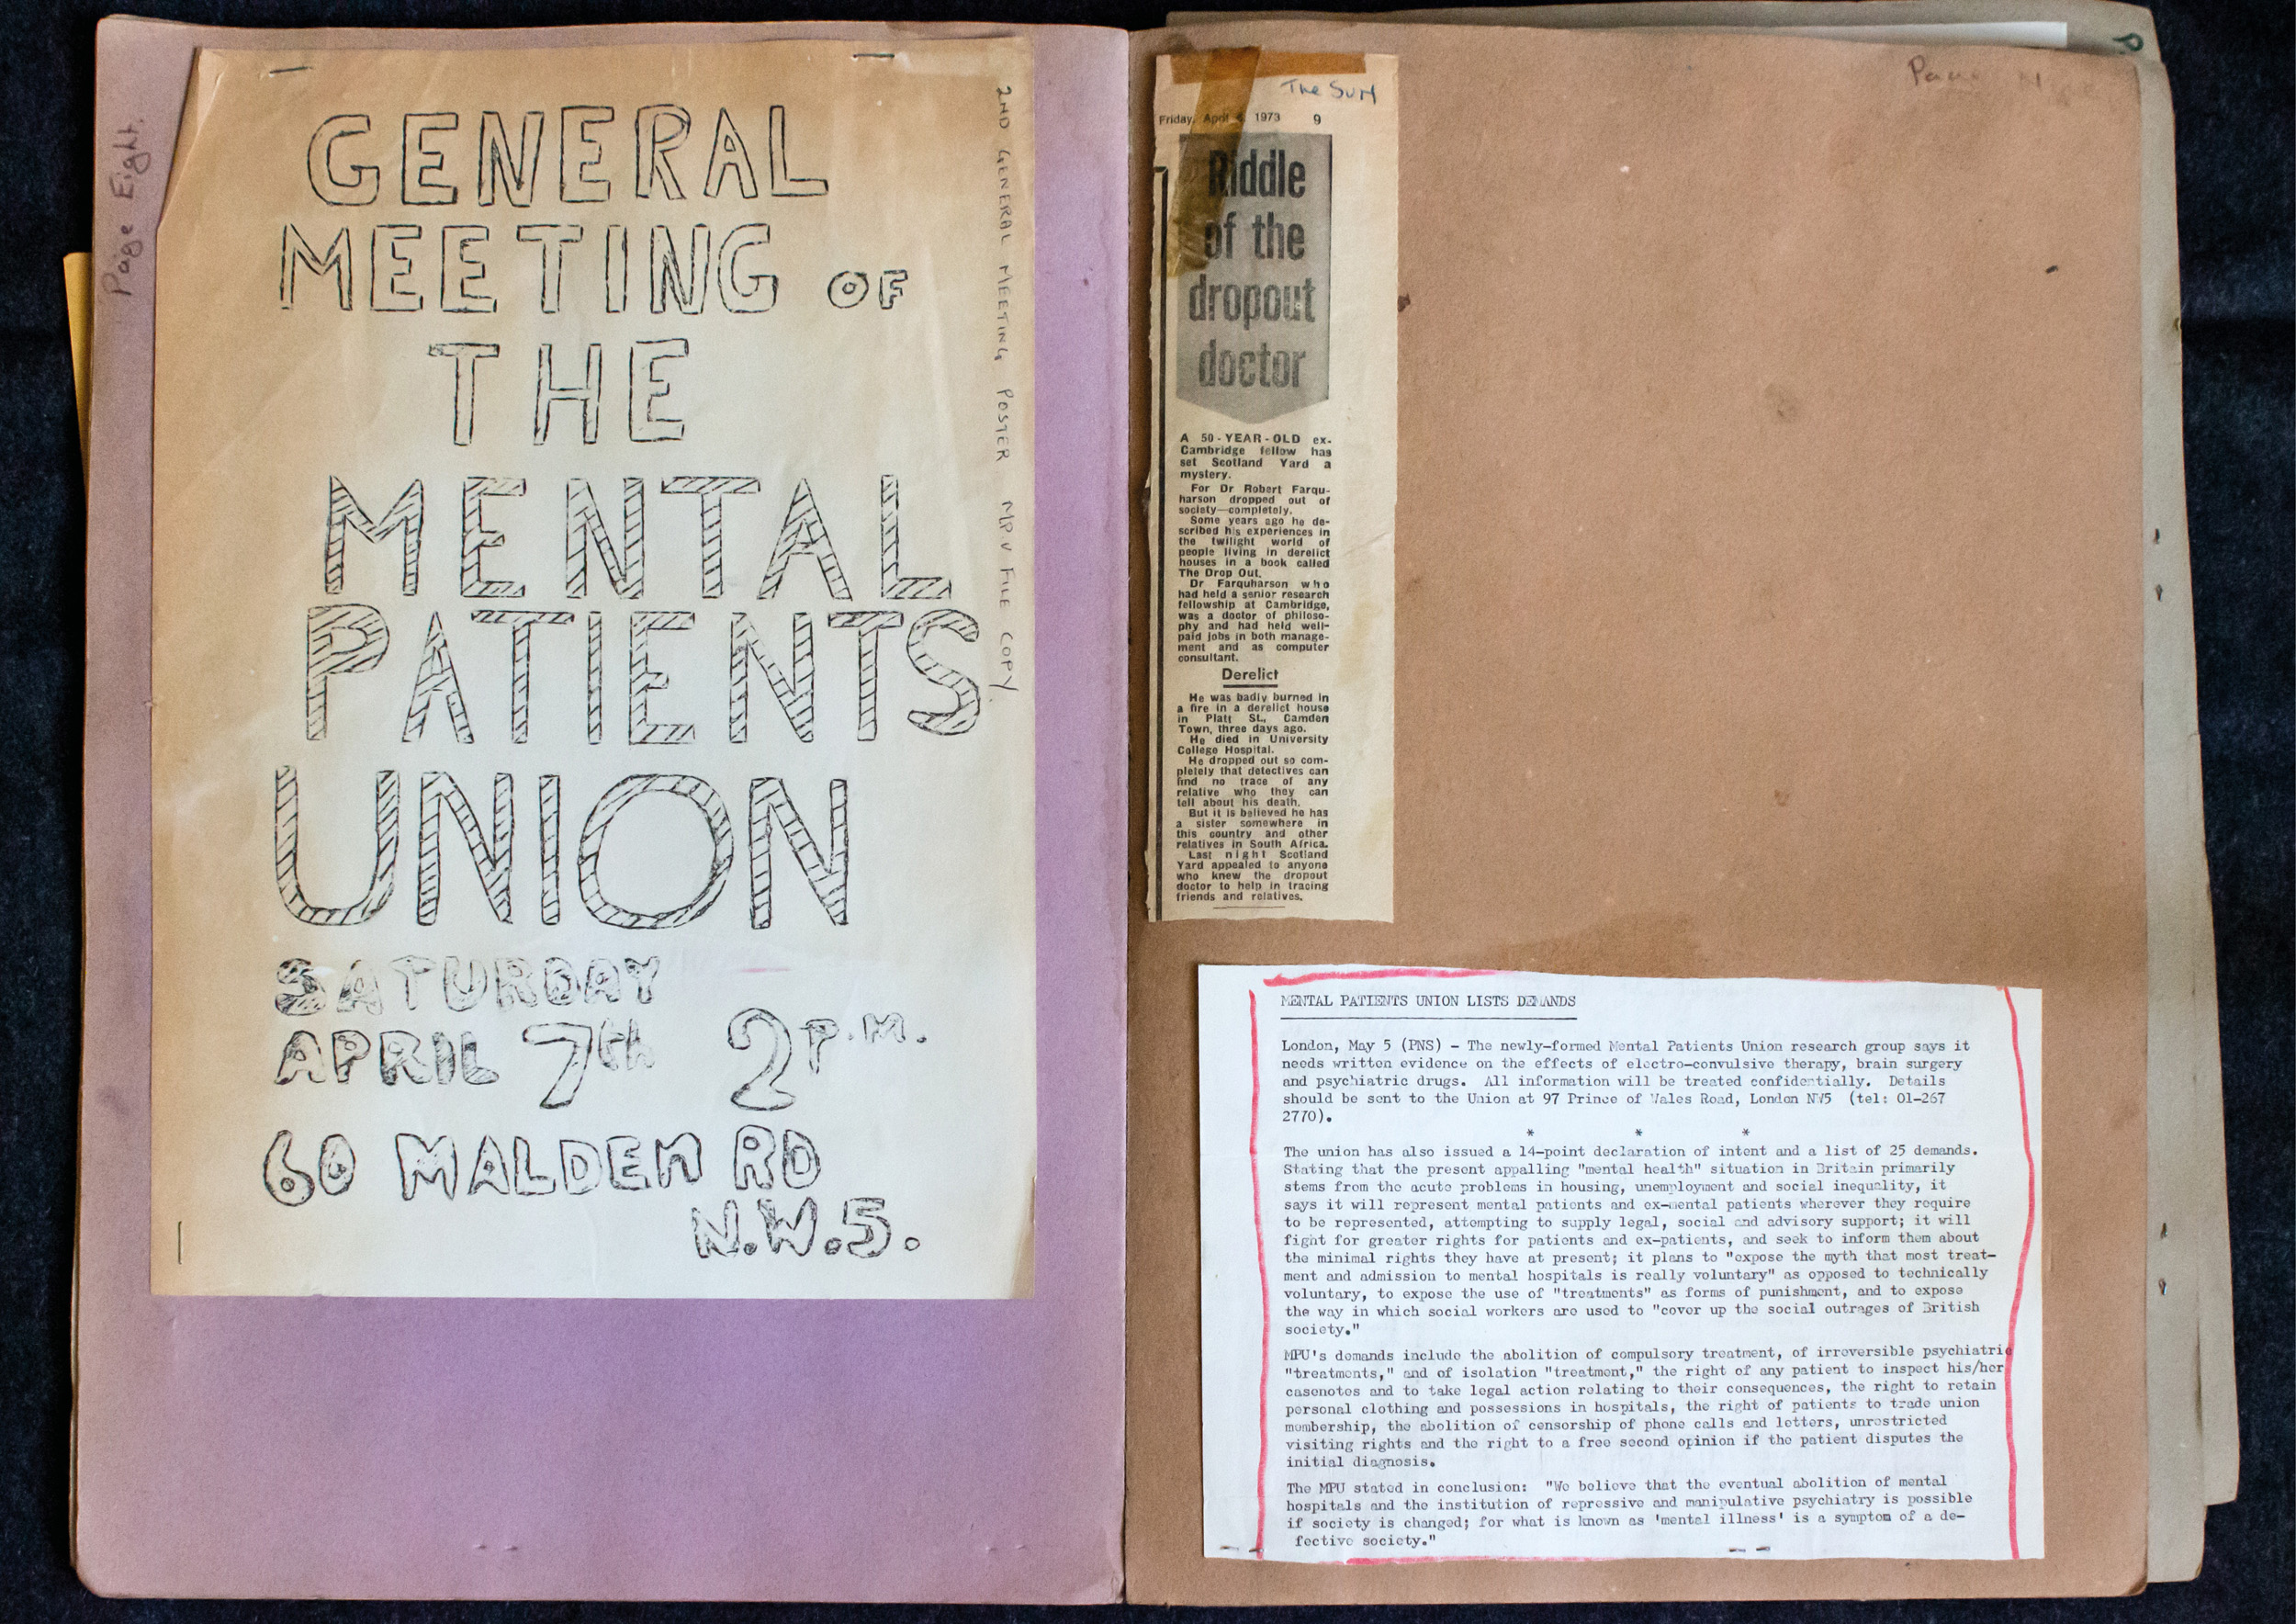 Page Eight.
GENERAL
MEETING OF
THE
MENTAL
PATIENTS
UNION
SATURDAY
APRIL 7th 2 P.M.
60 MALDEN RD
N.W.5.
2ND GENERAL MEETING POSTER MPU FILE COPY
The Sun
Friday, April 1973 9
Riddle
of the
dropout
doctor
A 50-YEAR-OLD ex-
Cambridge fellow has
set Scotland Yard a
mystery.
For Dr Robert Farqu-
harson dropped out of
society—completely.
Some years ago he de-
scribed his experiences in
the twilight world of
people living in derelict
houses in a book called
The Drop Out.
Dr Farquharson who
had held a senior research
fellowship at Cambridge,
was a doctor of philoso-
phy and had held well-
paid jobs in both manage-
ment and as computer
consultant.
Derelict
He was badly burned in
a fire in a derelict house
in Platt St., Camden
Town, three days ago.
He died in University
College Hospital.
He dropped out so com-
pletely that detectives can
find no trace of any
relative who they can
tell about his death.
But it is believed he has
a sister somewhere in
this country and other
relatives in South Africa.
Last night Scotland
Yard appealed to anyone
who knew the dropout
doctor to help in tracing
friends and relatives.
MENTAL PATIENTS UNION LISTS DEMANDS
London, May 5 (PNS) - The newly-formed Mental Patients Union research group says it
needs written evidence on the effects of electro-convulsive therapy, brain surgery
and psychiatric drugs. All information will be treated confidentially. Details
should be sent to the Union at 97 Prince of Wales Road, London NW5 (tel: 01-267
2770).
* * *
The union has also issued a 14-point declaration of intent and a list of 25 demands.
Stating that the present appalling "mental health" situation in Britain primarily
stems from the acute problems in housing, unemployment and social inequality, it
says it will represent mental patients and ex-mental patients wherever they require
to be represented, attempting to supply legal, social and advisory support; it will
fight for greater rights for patients and ex-patients, and seek to inform them about
the minimal rights they have at present; it plans to "expose the myth that most treat-
ment and admission to mental hospitals is really voluntary" as opposed to technically
voluntary, to expose the use of "treatments" as forms of punishment, and to expose
the way in which social workers are used to "cover up the social outrages of British
society."
MPU's demands include the abolition of compulsory treatment, of irreversible psychiatric
"treatments," and of isolation "treatment," the right of any patient to inspect his/her
casenotes and to take legal action relating to their consequences, the right to retain
personal clothing and possessions in hospitals, the right of patients to trade union
membership, the abolition of censorship of phone calls and letters, unrestricted
visiting rights and the right to a free second opinion if the patient disputes the
initial diagnosis.
The MPU stated in conclusion: "We believe that the eventual abolition of mental
hospitals and the institution of repressive and manipulative psychiatry is possible
if society is changed; for what is known as 'mental illness' is a symptom of a de-
fective society."